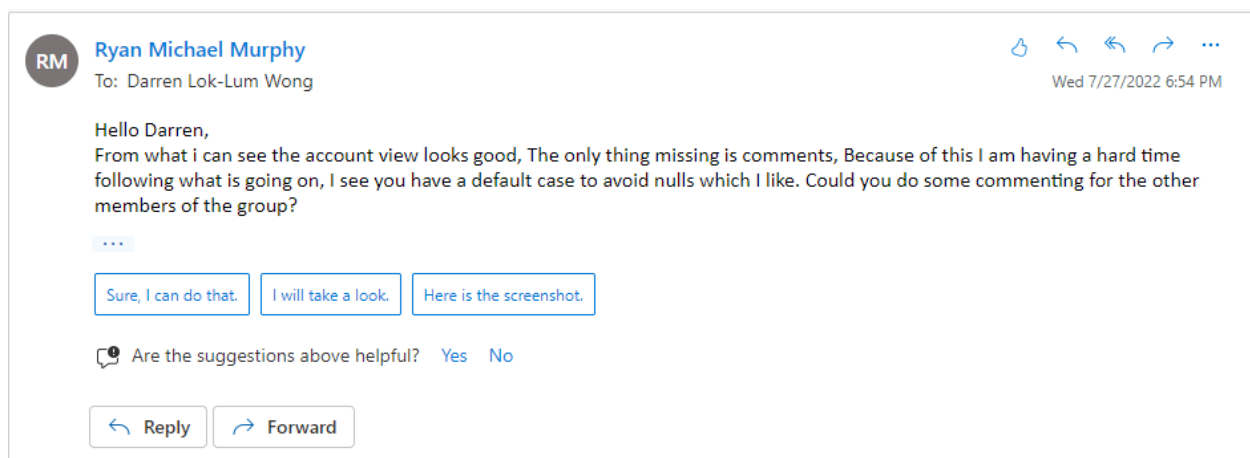 RM
Ryan Michael Murphy
To: Darren Lok-Lum Wong
Wed 7/27/2022 6:54 PM
Hello Darren,
From what i can see the account view looks good, The only thing missing is comments, Because of this I am having a hard time
following what is going on, I see you have a default case to avoid nulls which I like. Could you do some commenting for the other
members of the group?
Sure, I can do that.
I will take a look.
Here is the screenshot.
Are the suggestions above helpful? Yes No
Reply
Forward